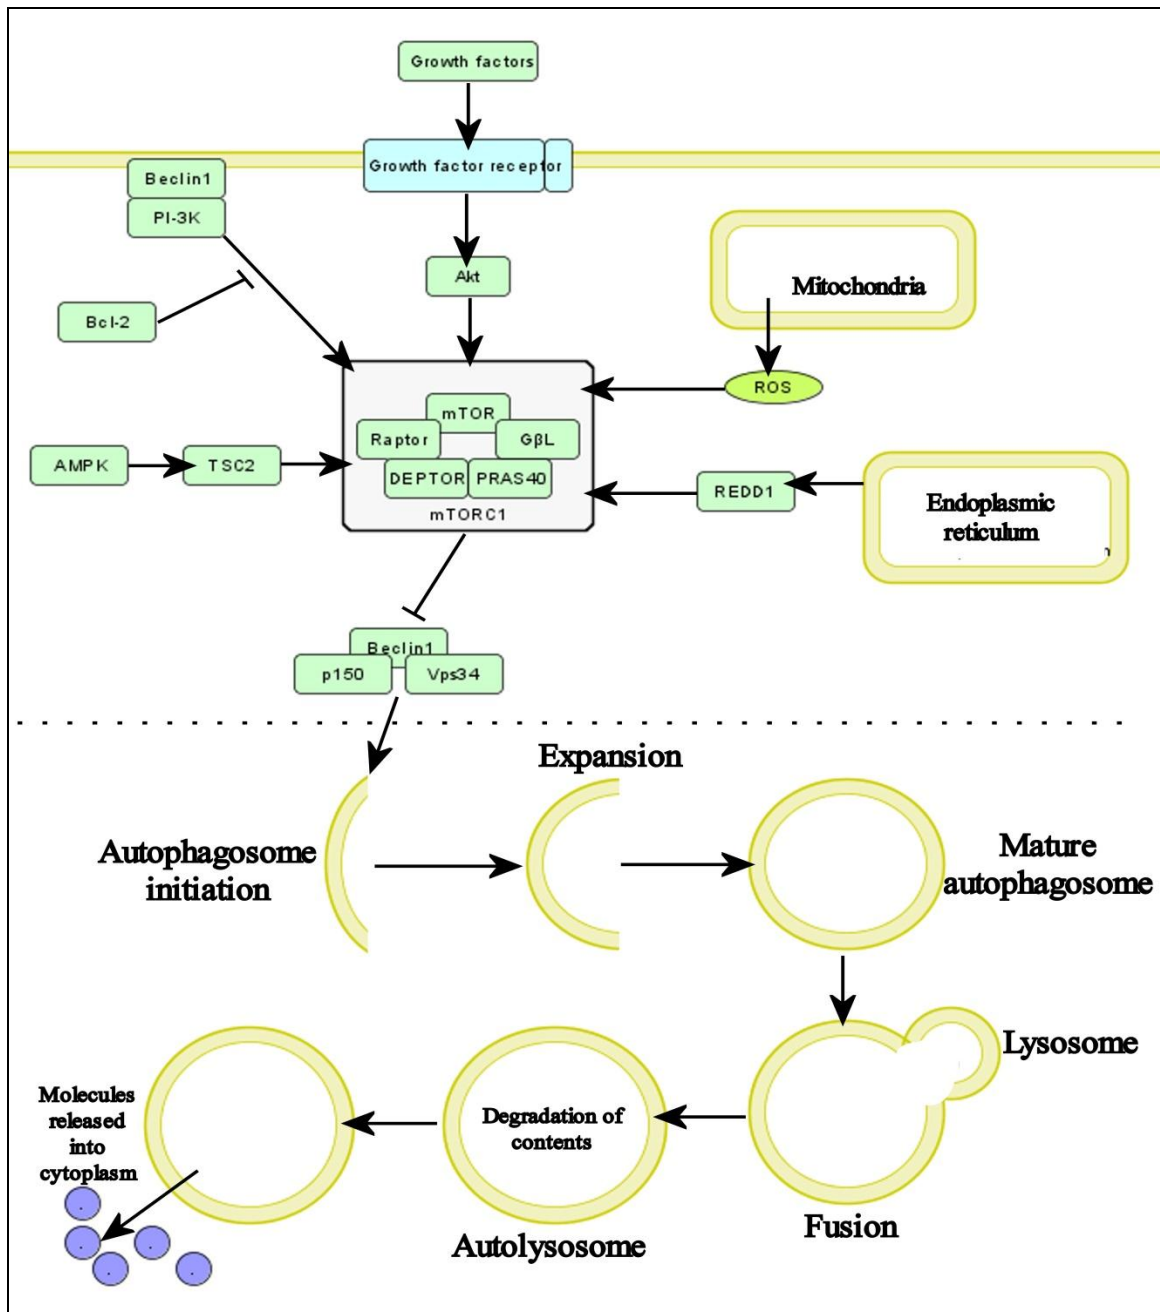 Growth factors
Growth factor receptor
Beclin1
PI-3K
Akt
Bcl-2
Mitochondria
ROS
mTOR
Raptor
GβL
DEPTOR
PRAS40
mTORC1
AMPK
TSC2
REDD1
Endoplasmic
reticulum
Beclin1
p150
Vps34
Expansion
Autophagosome
initiation
Mature
autophagosome
Lysosome
Molecules
released
into
cytoplasm
Degradation of
contents
Fusion
Autolysosome